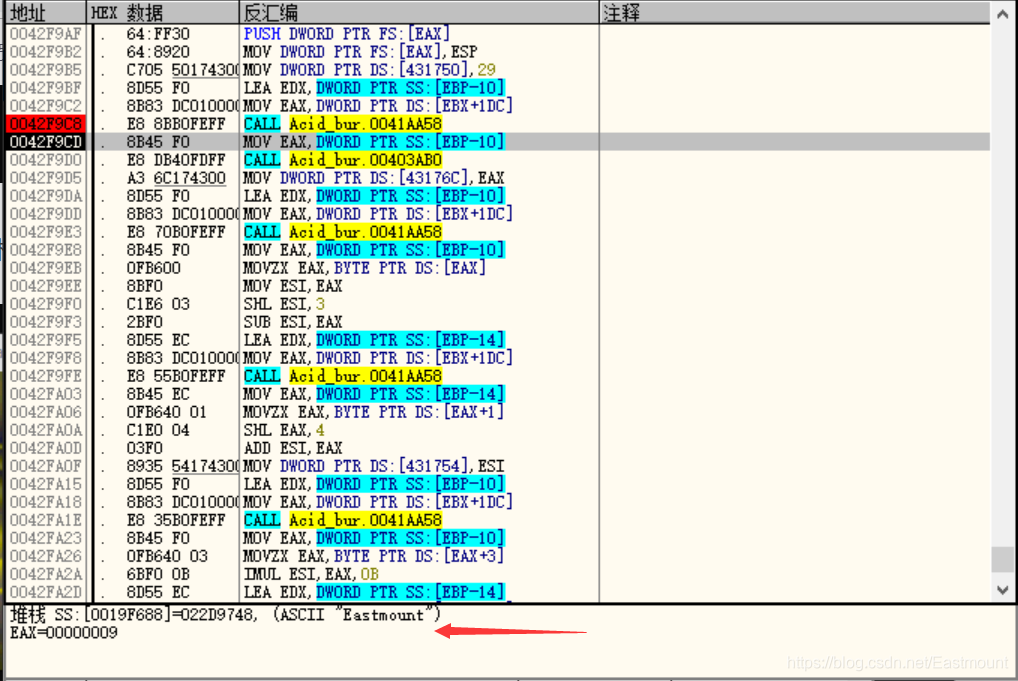 地址 HEX 数据 反汇编 注释
0042F9AF . 64:FF30 PUSH DWORD PTR FS:[EAX]
0042F9B2 . 64:8920 MOV DWORD PTR FS:[EAX],ESP
0042F9B5 . C705 50174300 MOV DWORD PTR DS:[431750],29
0042F9BF . 8D55 F0 LEA EDX,DWORD PTR SS:[EBP-10]
0042F9C2 . 8B83 DC010000 MOV EAX,DWORD PTR DS:[EBX+1DC]
0042F9C8 . E8 8BB0FEFF CALL Acid_bur.0041AA58
0042F9CD . 8B45 F0 MOV EAX,DWORD PTR SS:[EBP-10]
0042F9D0 . E8 DB40FDFF CALL Acid_bur.00403AB0
0042F9D5 . A3 6C174300 MOV DWORD PTR DS:[43176C],EAX
0042F9DA . 8D55 F0 LEA EDX,DWORD PTR SS:[EBP-10]
0042F9DD . 8B83 DC010000 MOV EAX,DWORD PTR DS:[EBX+1DC]
0042F9E3 . E8 70B0FEFF CALL Acid_bur.0041AA58
0042F9E8 . 8B45 F0 MOV EAX,DWORD PTR SS:[EBP-10]
0042F9EB . 0FB600 MOVZX EAX,BYTE PTR DS:[EAX]
0042F9EE . 8BF0 MOV ESI,EAX
0042F9F0 . C1E6 03 SHL ESI,3
0042F9F3 . 2BF0 SUB ESI,EAX
0042F9F5 . 8D55 EC LEA EDX,DWORD PTR SS:[EBP-14]
0042F9F8 . 8B83 DC010000 MOV EAX,DWORD PTR DS:[EBX+1DC]
0042F9FE . E8 55B0FEFF CALL Acid_bur.0041AA58
0042FA03 . 8B45 EC MOV EAX,DWORD PTR SS:[EBP-14]
0042FA06 . 0FB640 01 MOVZX EAX,BYTE PTR DS:[EAX+1]
0042FA0A . C1E0 04 SHL EAX,4
0042FA0D . 03F0 ADD ESI,EAX
0042FA0F . 8935 54174300 MOV DWORD PTR DS:[431754],ESI
0042FA15 . 8D55 F0 LEA EDX,DWORD PTR SS:[EBP-10]
0042FA18 . 8B83 DC010000 MOV EAX,DWORD PTR DS:[EBX+1DC]
0042FA1E . E8 35B0FEFF CALL Acid_bur.0041AA58
0042FA23 . 8B45 F0 MOV EAX,DWORD PTR SS:[EBP-10]
0042FA26 . 0FB640 03 MOVZX EAX,BYTE PTR DS:[EAX+3]
0042FA2A . 6BF0 0B IMUL ESI,EAX,0B
0042FA2D . 8D55 EC LEA EDX,DWORD PTR SS:[EBP-14]
堆栈 SS:[0019F688]=022D9748, (ASCII "Eastmount")
EAX=00000009
https://blog.csdn.net/Eastmount